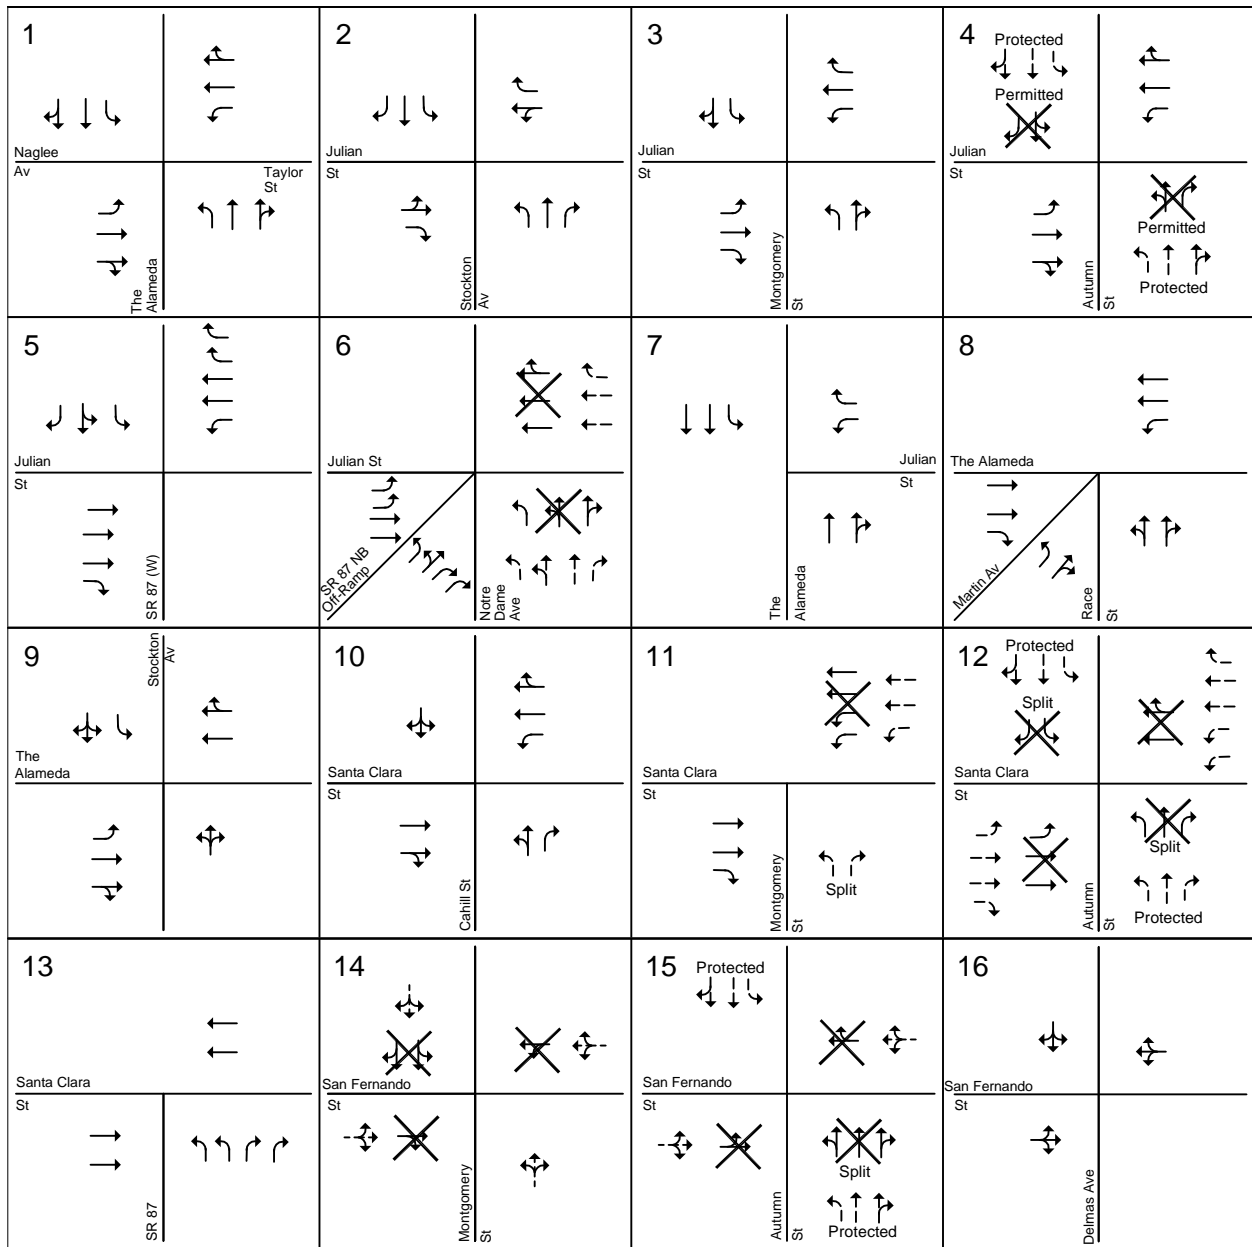 1
Naglee
Av
Taylor
St
The
Alameda
2
Julian
St
Stockton
Av
3
Julian
St
Montgomery
St
4
Protected
Permitted
Julian
St
Permitted
Protected
Autumn
St
5
Julian
St
SR 87 (W)
6
Julian St
SR 87 NB
Off-Ramp
Notre
Dame
Ave
7
Julian
St
The
Alameda
8
The Alameda
Martin Av
Race
St
9
Stockton
Av
The
Alameda
10
Santa Clara
St
Cahill St
11
Santa Clara
St
Split
Montgomery
St
12
Protected
Split
Santa Clara
St
Split
Protected
Autumn
St
13
Santa Clara
St
SR 87
14
San Fernando
St
Montgomery
St
15
Protected
San Fernando
St
Split
Protected
Autumn
St
16
San Fernando
St
Delmas Ave